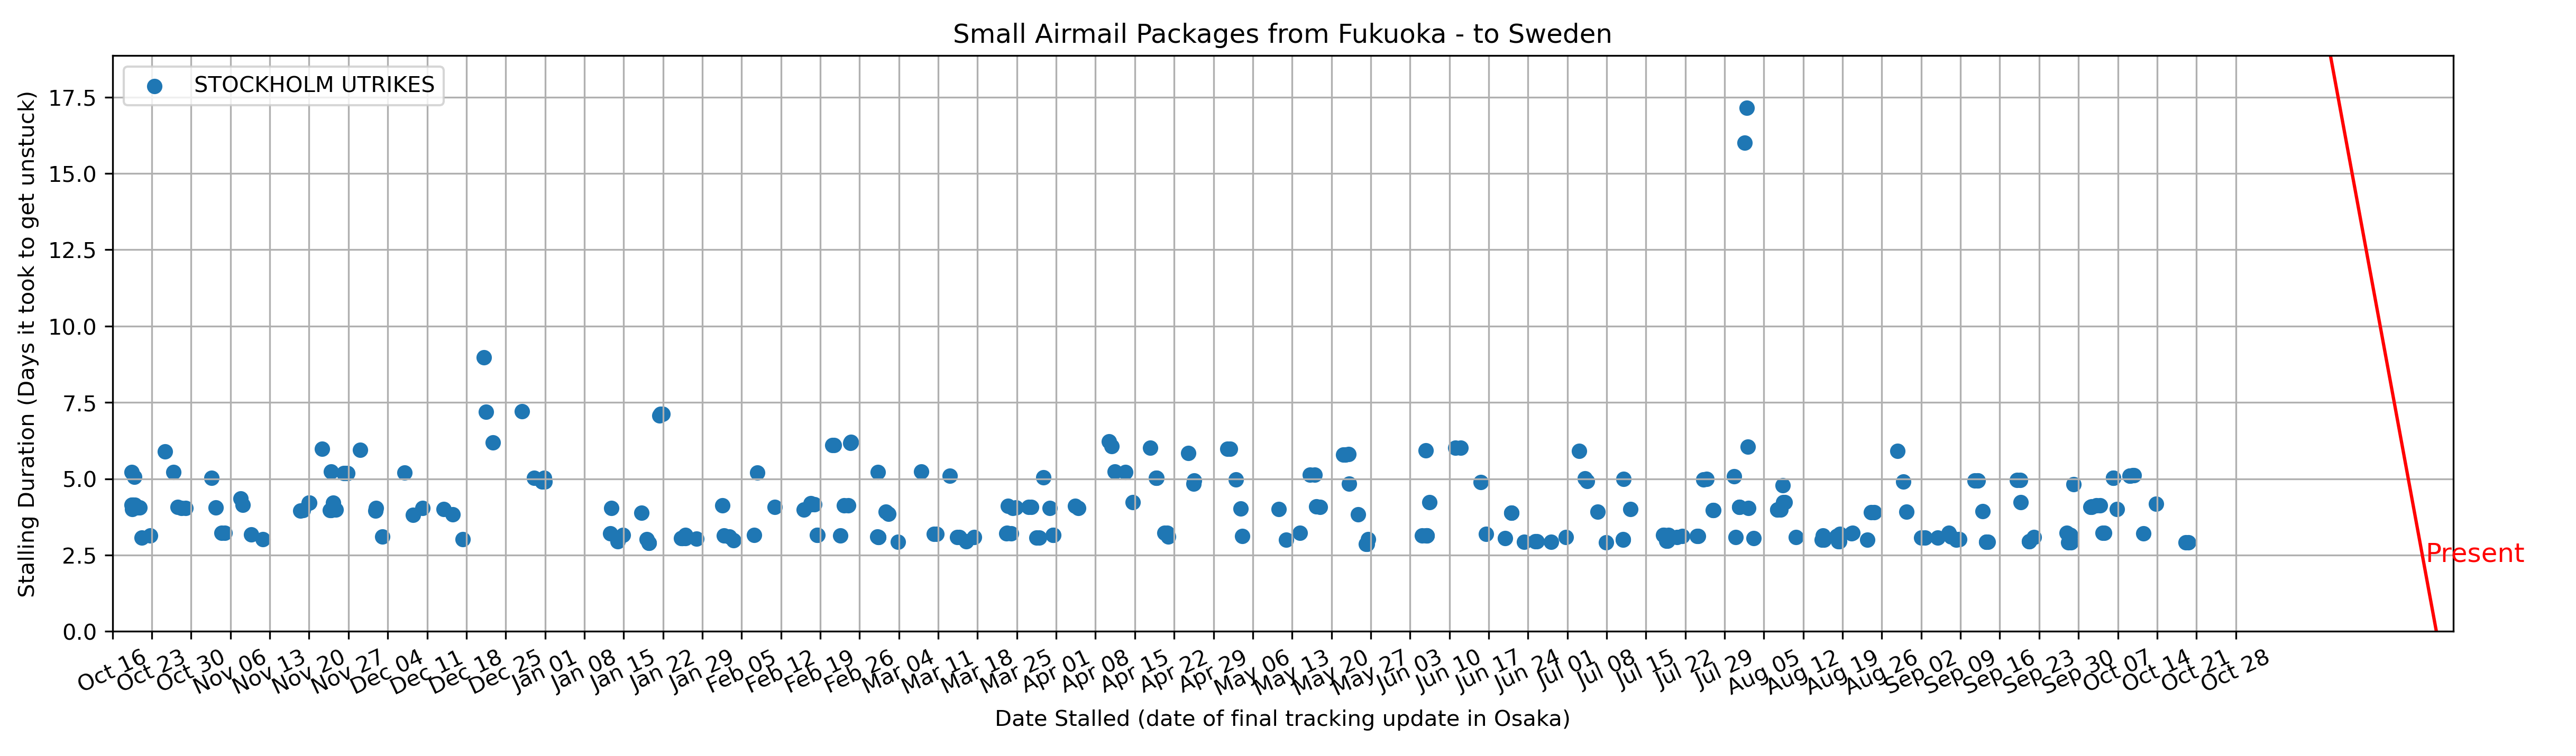 Small Airmail Packages from Fukuoka - to Sweden
STOCKHOLM UTRIKES
Stalling Duration (Days it took to get unstuck)
17.5
15.0
12.5
10.0
7.5
5.0
2.5
0.0
Present
Oct 16 Oct 23 Oct 30 Nov 06 Nov 13 Nov 20 Nov 27 Dec 04 Dec 11 Dec 18 Dec 25 Jan 01 Jan 08 Jan 15 Jan 22 Jan 29 Feb 05 Feb 12 Feb 19 Feb 26 Mar 04 Mar 11 Mar 18 Mar 25 Apr 01 Apr 08 Apr 15 Apr 22 Apr 29 May 06 May 13 May 20 May 27 Jun 03 Jun 10 Jun 17 Jun 24 Jul 01 Jul 08 Jul 15 Jul 22 Jul 29 Aug 05 Aug 12 Aug 19 Aug 26 Sep 02 Sep 09 Sep 16 Sep 23 Sep 30 Oct 07 Oct 14 Oct 21 Oct 28
Date Stalled (date of final tracking update in Osaka)